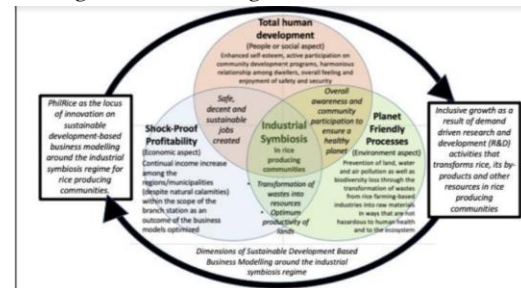 Total human
development
(People or social aspect)
Enhanced self-esteem, active participation on
community development programs, harmonious
relationship among dwellers, overall feeling and
enjoyment of safety and security
PhilRice as the locus
of innovation on
sustainable
development-based
business modelling
around the industrial
symbiosis regime for
rice producing
communities.
Safe,
decent and
sustainable
jobs
created
Overall
awareness and
community
participation to
ensure a
healthy
planet
Shock-Proof
Profitability
(Economic aspect)
Continual income increase
among the
regions/municipalities
(despite natural calamities)
within the scope of the
branch station as an
outcome of the business
models optimised
Industrial
Symbiosis
in rice
producing
communities
• Transformation of
wastes into
resources
• Optimum
productivity of
lands
Planet
Friendly
Processes
(Environment aspect)
Prevention of land, water
and air pollution as well as
biodiversity loss through the
transformation of wastes
from rice farming-based
industries into raw materials
in ways that are not
hazardous to human health
and to the ecosystem
Inclusive growth as a
result of demand
driven research and
development (R&D)
activities that
transforms rice, its by-
products and other
resources in rice
producing
communities
Dimensions of Sustainable Development Based
Business Modelling around the industrial
symbiosis regime